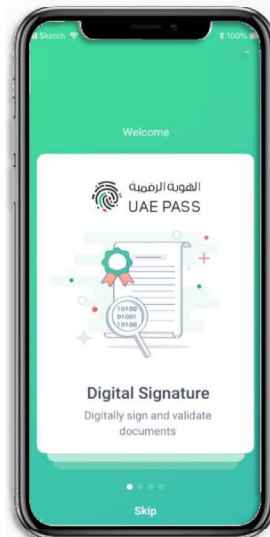 Sketch 100%
Welcome
الهوية الرقمية
UAE PASS
10100
01001
10100
Digital Signature
Digitally sign and validate
documents
Skip